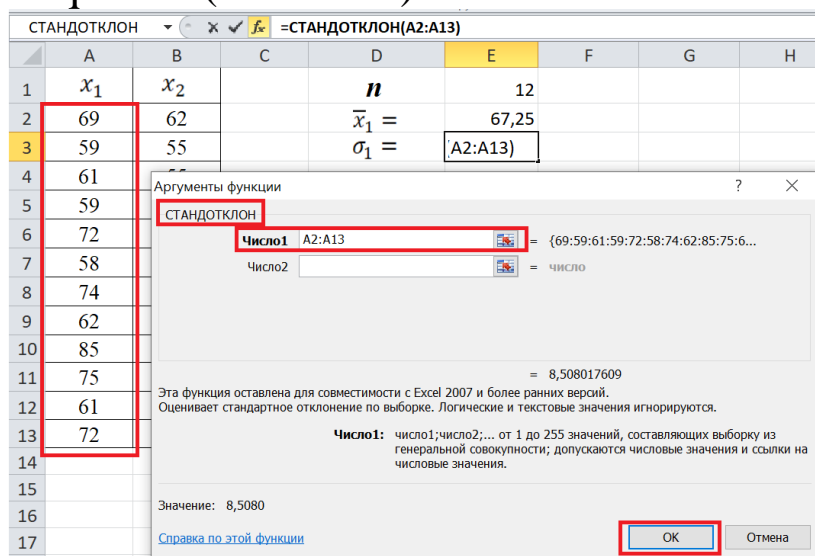 СТАНДОТКЛОН =СТАНДОТКЛОН(A2:A13)
A B C D E F G H
1 x₁ x₂ n 12
2 69 62 x̅₁ = 67,25
3 59 55 σ₁ = A2:A13)
4 61
Аргументы функции ? ×
5 59
СТАНДОТКЛОН
6 72
Число1 A2:A13 = {69:59:61:59:72:58:74:62:85:75:6...
7 58
Число2 = число
8 74
9 62
10 85
11 75
= 8,508017609
Эта функция оставлена для совместимости с Excel 2007 и более ранних версий.
12 61
Оценивает стандартное отклонение по выборке. Логические и текстовые значения игнорируются.
13 72
Число1: число1;число2;... от 1 до 255 значений, составляющих выборку из
14
генеральной совокупности; допускаются числовые значения и ссылки на
числовые значения.
15
16
Значение: 8,5080
17
Справка по этой функции OK Отмена